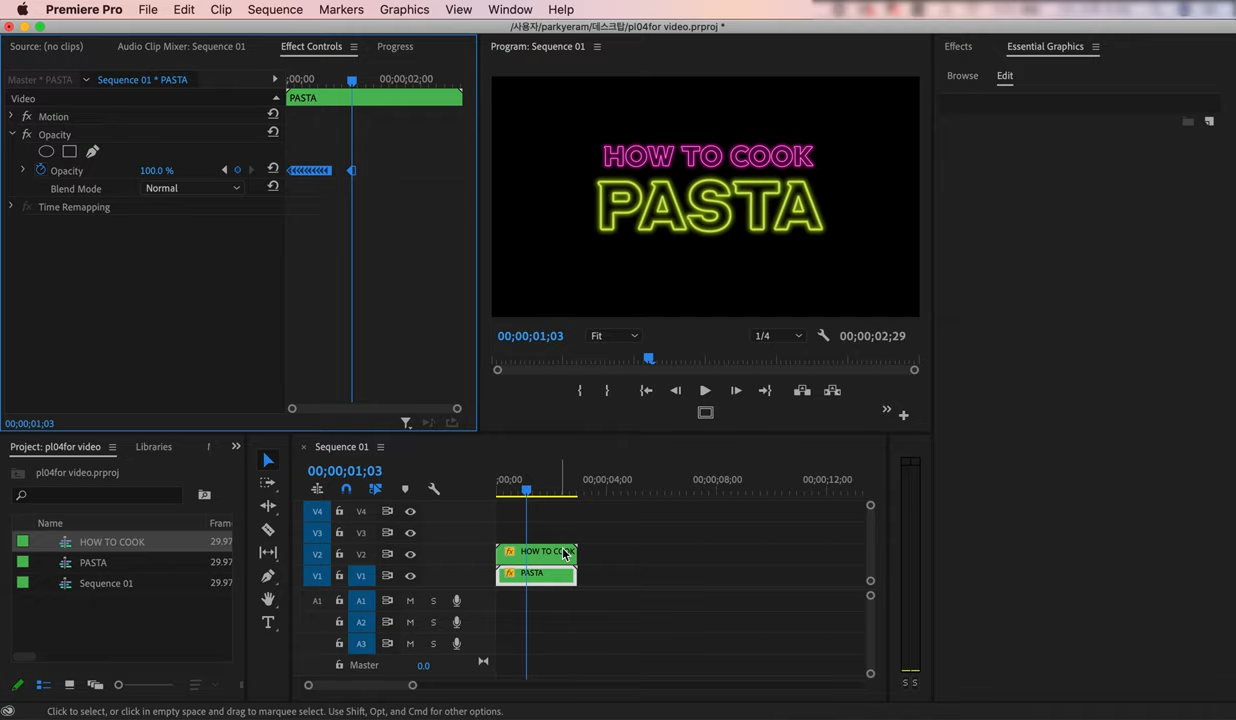 Premiere Pro File Edit Clip Sequence Markers Graphics View Window Help
/사용자/parkyeram/데스크탑/pl04for video.prproj *
Source: (no clips) Audio Clip Mixer: Sequence 01 Effect Controls Progress
Program: Sequence 01
Effects Essential Graphics
Master * PASTA Sequence 01 * PASTA ;00;00 00;00;02;00
Browse Edit
Video PASTA
fx Motion
fx Opacity
Opacity 100.0 %
Blend Mode Normal
fx Time Remapping
HOW TO COOK
PASTA
00;00;01;03 Fit 1/4 00;00;02;29
00;00;01;03
Project: pl04for video Libraries
Sequence 01
pl04for video.prproj
00;00;01;03
;00;00 00;00;04;00 00;00;08;00 00;00;12;00
Name Fram
HOW TO COOK 29.97
PASTA 29.97
Sequence 01 29.97
V4 V4
V3 V3
V2 V2 fx HOW TO COOK
V1 V1 fx PASTA
A1 A1 M S
A2 M S
A3 M S
Master 0.0
S S
Click to select, or click in empty space and drag to marquee select. Use Shift, Opt, and Cmd for other options.